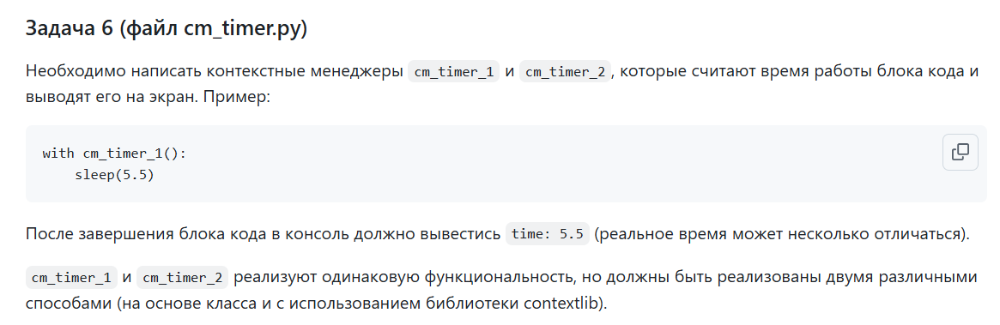 Задача 6 (файл cm_timer.py)
Необходимо написать контекстные менеджеры cm_timer_1 и cm_timer_2, которые считают время работы блока кода и
выводят его на экран. Пример:
with cm_timer_1():
    sleep(5.5)
После завершения блока кода в консоль должно вывестись time: 5.5 (реальное время может несколько отличаться).
cm_timer_1 и cm_timer_2 реализуют одинаковую функциональность, но должны быть реализованы двумя различными
способами (на основе класса и с использованием библиотеки contextlib).